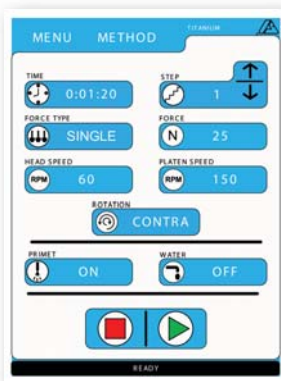 TITANIUM
MENU METHOD
TIME STEP
0:01:20 1
FORCE TYPE FORCE
SINGLE N 25
HEAD SPEED PLATEN SPEED
RPM 60 RPM 150
ROTATION
CONTRA
PRIMET WATER
ON OFF
READY